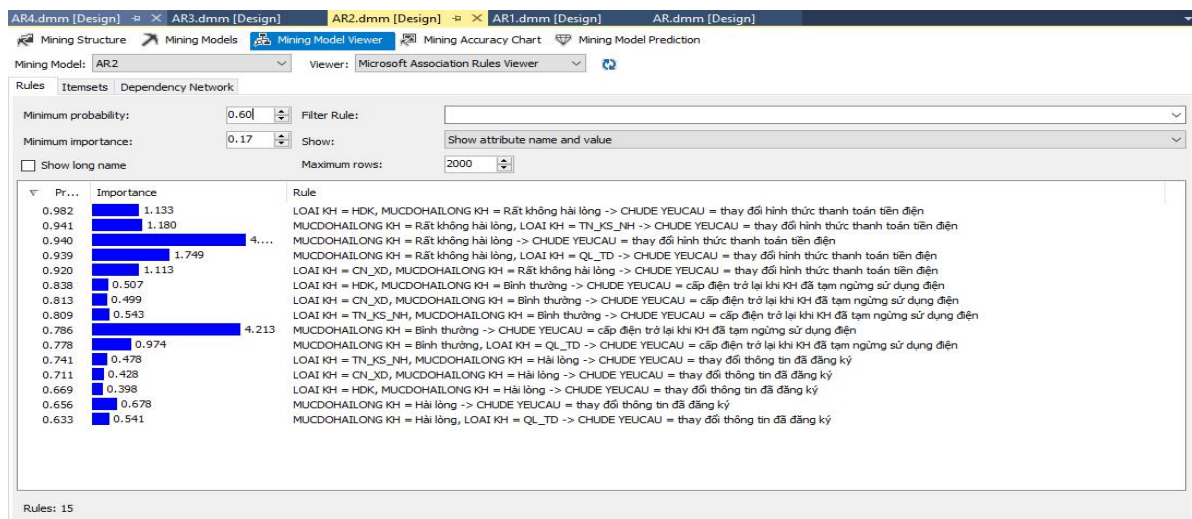 AR4.dmm [Design] AR3.dmm [Design] AR2.dmm [Design] AR1.dmm [Design] AR.dmm [Design]
Mining Structure Mining Models Mining Model Viewer Mining Accuracy Chart Mining Model Prediction
Mining Model: AR2 Viewer: Microsoft Association Rules Viewer
Rules Itemsets Dependency Network
Minimum probability: 0.60 Filter Rule:
Minimum importance: 0.17 Show: Show attribute name and value
Show long name Maximum rows: 2000
Pr... Importance Rule
0.982 1.133 LOAI KH = HDK, MUCDOHAILONG KH = Rất không hài lòng -> CHUDE YEUCAU = thay đổi hình thức thanh toán tiền điện
0.941 1.180 MUCDOHAILONG KH = Rất không hài lòng, LOAI KH = TN_KS_NH -> CHUDE YEUCAU = thay đổi hình thức thanh toán tiền điện
0.940 4.... MUCDOHAILONG KH = Rất không hài lòng -> CHUDE YEUCAU = thay đổi hình thức thanh toán tiền điện
0.939 1.749 MUCDOHAILONG KH = Rất không hài lòng, LOAI KH = QL_TD -> CHUDE YEUCAU = thay đổi hình thức thanh toán tiền điện
0.920 1.113 LOAI KH = CN_XD, MUCDOHAILONG KH = Rất không hài lòng -> CHUDE YEUCAU = thay đổi hình thức thanh toán tiền điện
0.838 0.507 LOAI KH = HDK, MUCDOHAILONG KH = Bình thường -> CHUDE YEUCAU = cấp điện trở lại khi KH đã tạm ngừng sử dụng điện
0.813 0.499 LOAI KH = CN_XD, MUCDOHAILONG KH = Bình thường -> CHUDE YEUCAU = cấp điện trở lại khi KH đã tạm ngừng sử dụng điện
0.809 0.543 LOAI KH = TN_KS_NH, MUCDOHAILONG KH = Bình thường -> CHUDE YEUCAU = cấp điện trở lại khi KH đã tạm ngừng sử dụng điện
0.786 4.213 MUCDOHAILONG KH = Bình thường -> CHUDE YEUCAU = cấp điện trở lại khi KH đã tạm ngừng sử dụng điện
0.778 0.974 MUCDOHAILONG KH = Bình thường, LOAI KH = QL_TD -> CHUDE YEUCAU = cấp điện trở lại khi KH đã tạm ngừng sử dụng điện
0.741 0.478 LOAI KH = TN_KS_NH, MUCDOHAILONG KH = Hài lòng -> CHUDE YEUCAU = thay đổi thông tin đã đăng ký
0.711 0.428 LOAI KH = CN_XD, MUCDOHAILONG KH = Hài lòng -> CHUDE YEUCAU = thay đổi thông tin đã đăng ký
0.669 0.398 LOAI KH = HDK, MUCDOHAILONG KH = Hài lòng -> CHUDE YEUCAU = thay đổi thông tin đã đăng ký
0.656 0.678 MUCDOHAILONG KH = Hài lòng -> CHUDE YEUCAU = thay đổi thông tin đã đăng ký
0.633 0.541 MUCDOHAILONG KH = Hài lòng, LOAI KH = QL_TD -> CHUDE YEUCAU = thay đổi thông tin đã đăng ký
Rules: 15